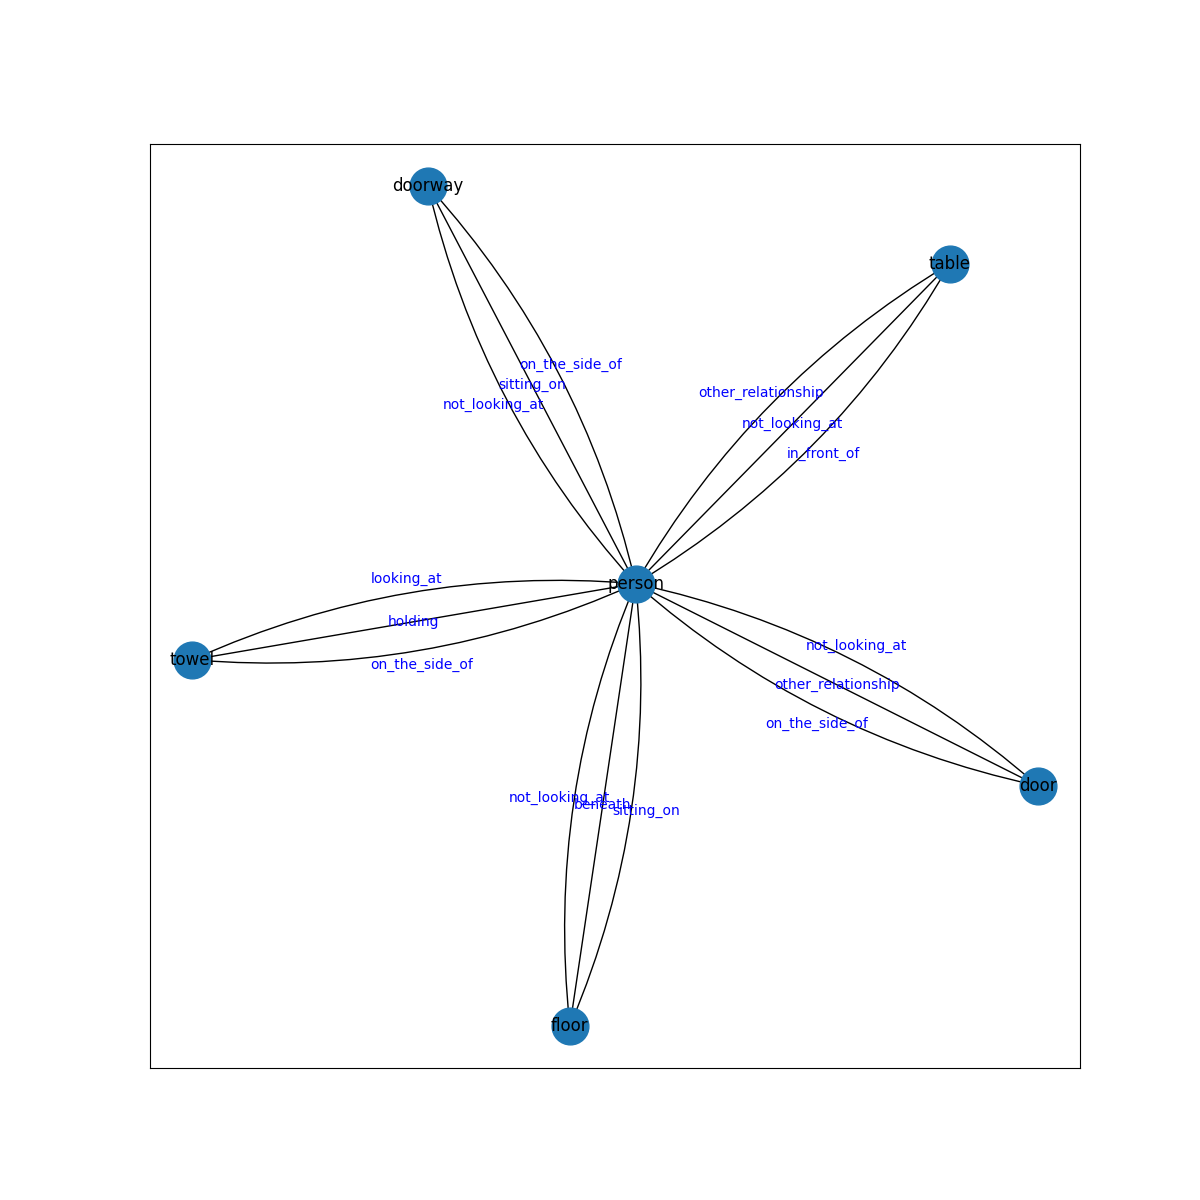 doorway
table
on_the_side_of
sitting_on
not_looking_at
other_relationship
not_looking_at
in_front_of
looking_at
person
holding
towel
on_the_side_of
not_looking_at
other_relationship
on_the_side_of
door
not_looking_at
beneath
sitting_on
floor